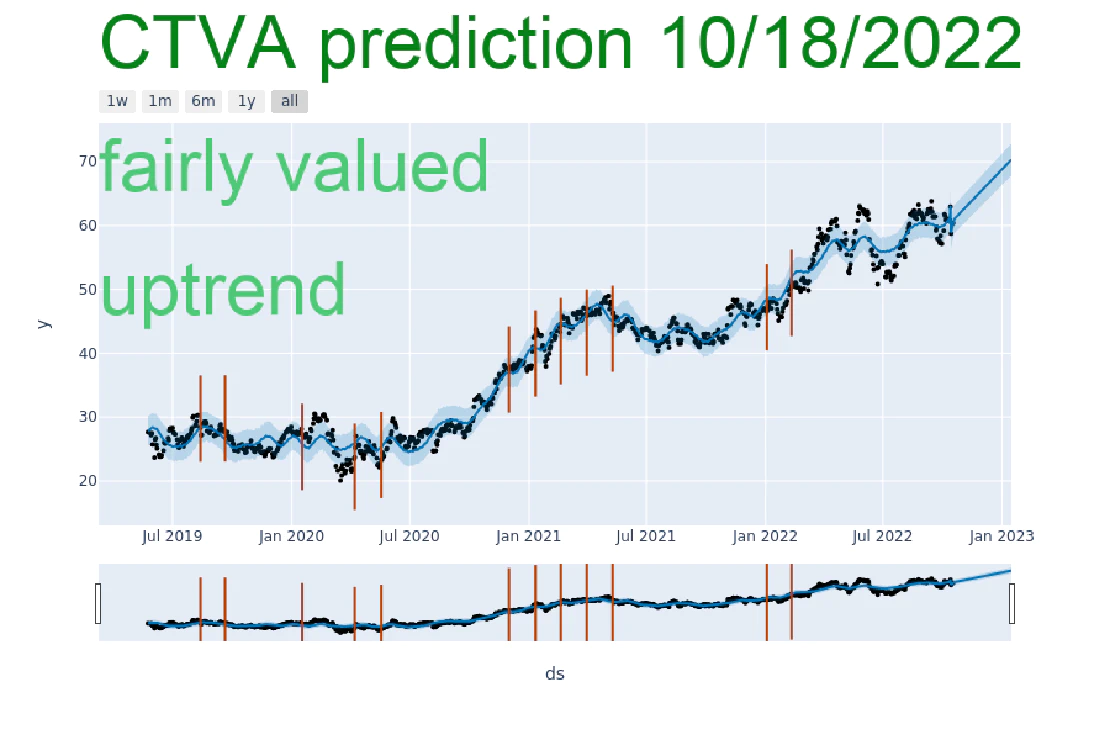 CTVA prediction 10/18/2022
1w 1m 6m 1y all
fairly valued
uptrend
70
60
50
40
30
20
y
Jul 2019 Jan 2020 Jul 2020 Jan 2021 Jul 2021 Jan 2022 Jul 2022 Jan 2023
ds